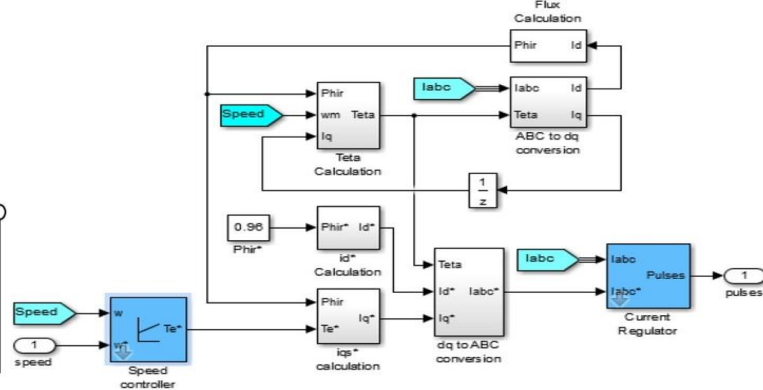 Flux
Calculation
Phir Id
Iabc
Iabc Id
Teta Iq
ABC to dq
conversion
Phir
Speed
wm Teta
Iq
Teta
Calculation
1
z
0.96
Phir*
Phir* Id*
id*
Calculation
Teta
Id* Iabc*
Iq*
dq to ABC
conversion
Iabc
Iabc
Pulses
Iabc*
Current
Regulator
1
pulses
Phir
Iq*
Te*
iqs*
calculation
Speed
w
Te*
w*
1
speed
Speed
controller